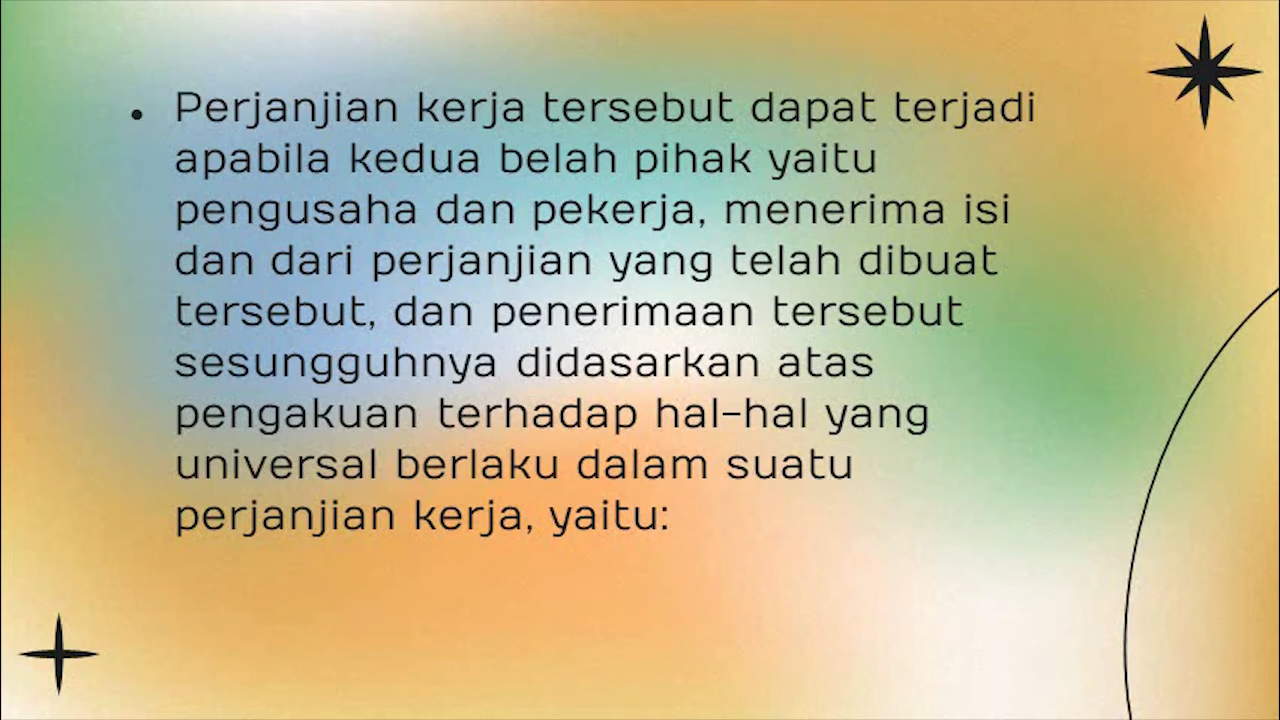 • Perjanjian kerja tersebut dapat terjadi
apabila kedua belah pihak yaitu
pengusaha dan pekerja, menerima isi
dan dari perjanjian yang telah dibuat
tersebut, dan penerimaan tersebut
sesungguhnya didasarkan atas
pengakuan terhadap hal-hal yang
universal berlaku dalam suatu
perjanjian kerja, yaitu: